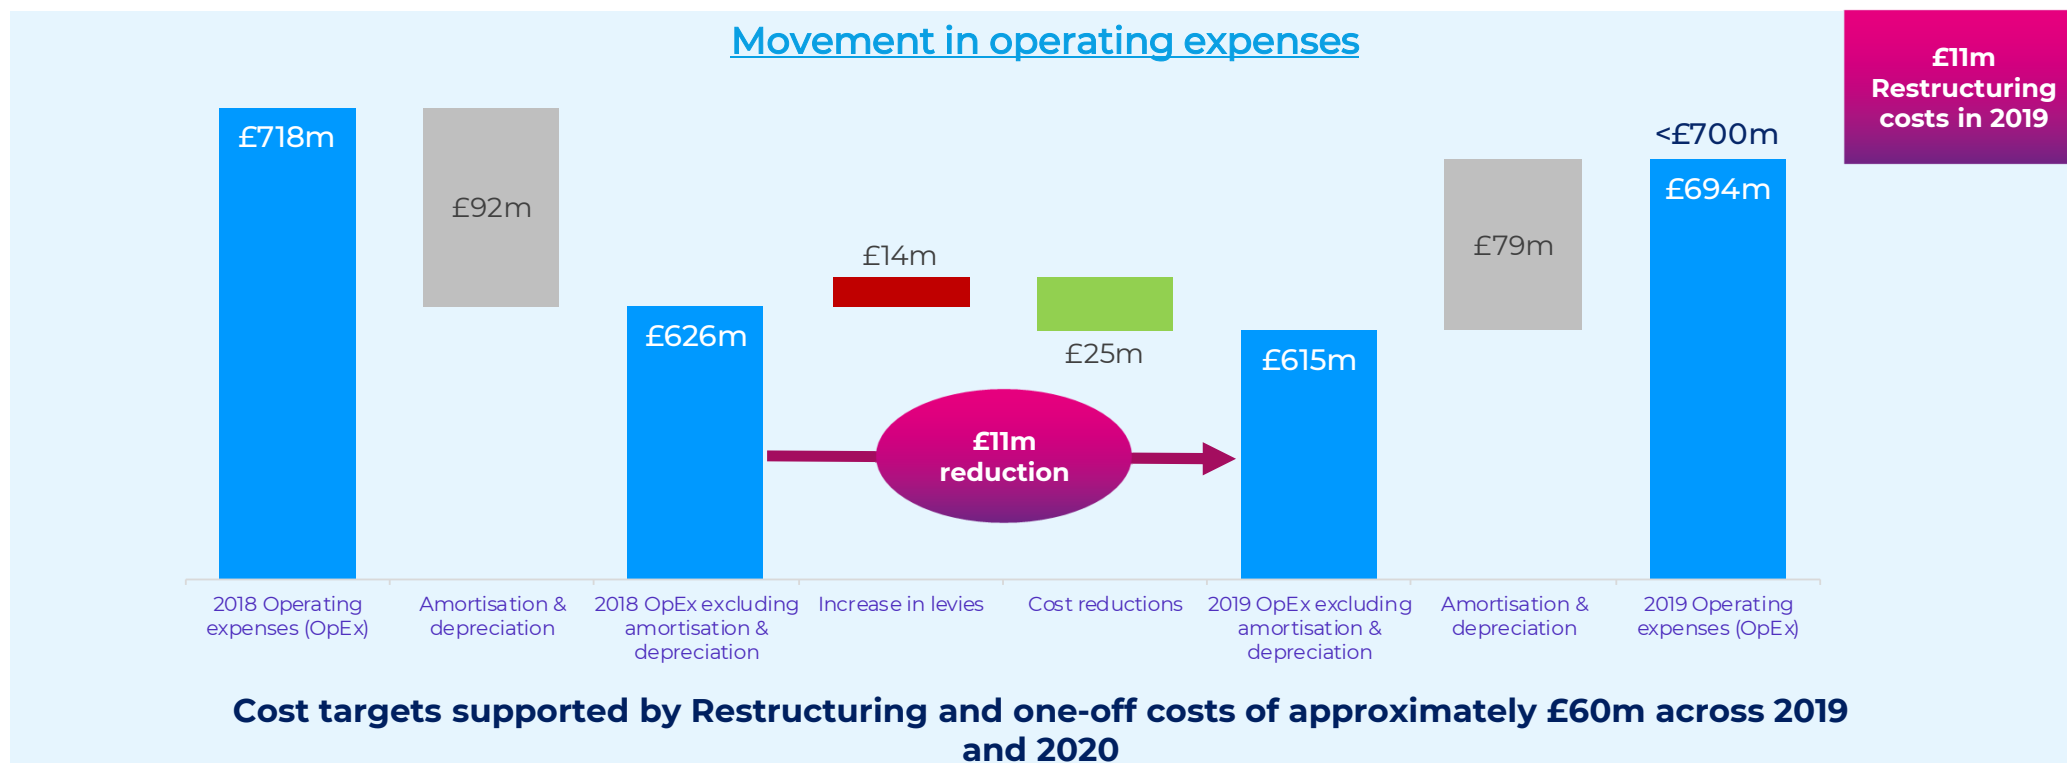 Movement in operating expenses
£11m
Restructuring
costs in 2019
£718m
£92m
£626m
£14m
£25m
£615m
£79m
<£700m
£694m
£11m
reduction
2018 Operating
expenses (OpEx)
Amortisation &
depreciation
2018 OpEx excluding
amortisation &
depreciation
Increase in levies
Cost reductions
2019 OpEx excluding
amortisation &
depreciation
Amortisation &
depreciation
2019 Operating
expenses (OpEx)
Cost targets supported by Restructuring and one-off costs of approximately £60m across 2019
and 2020